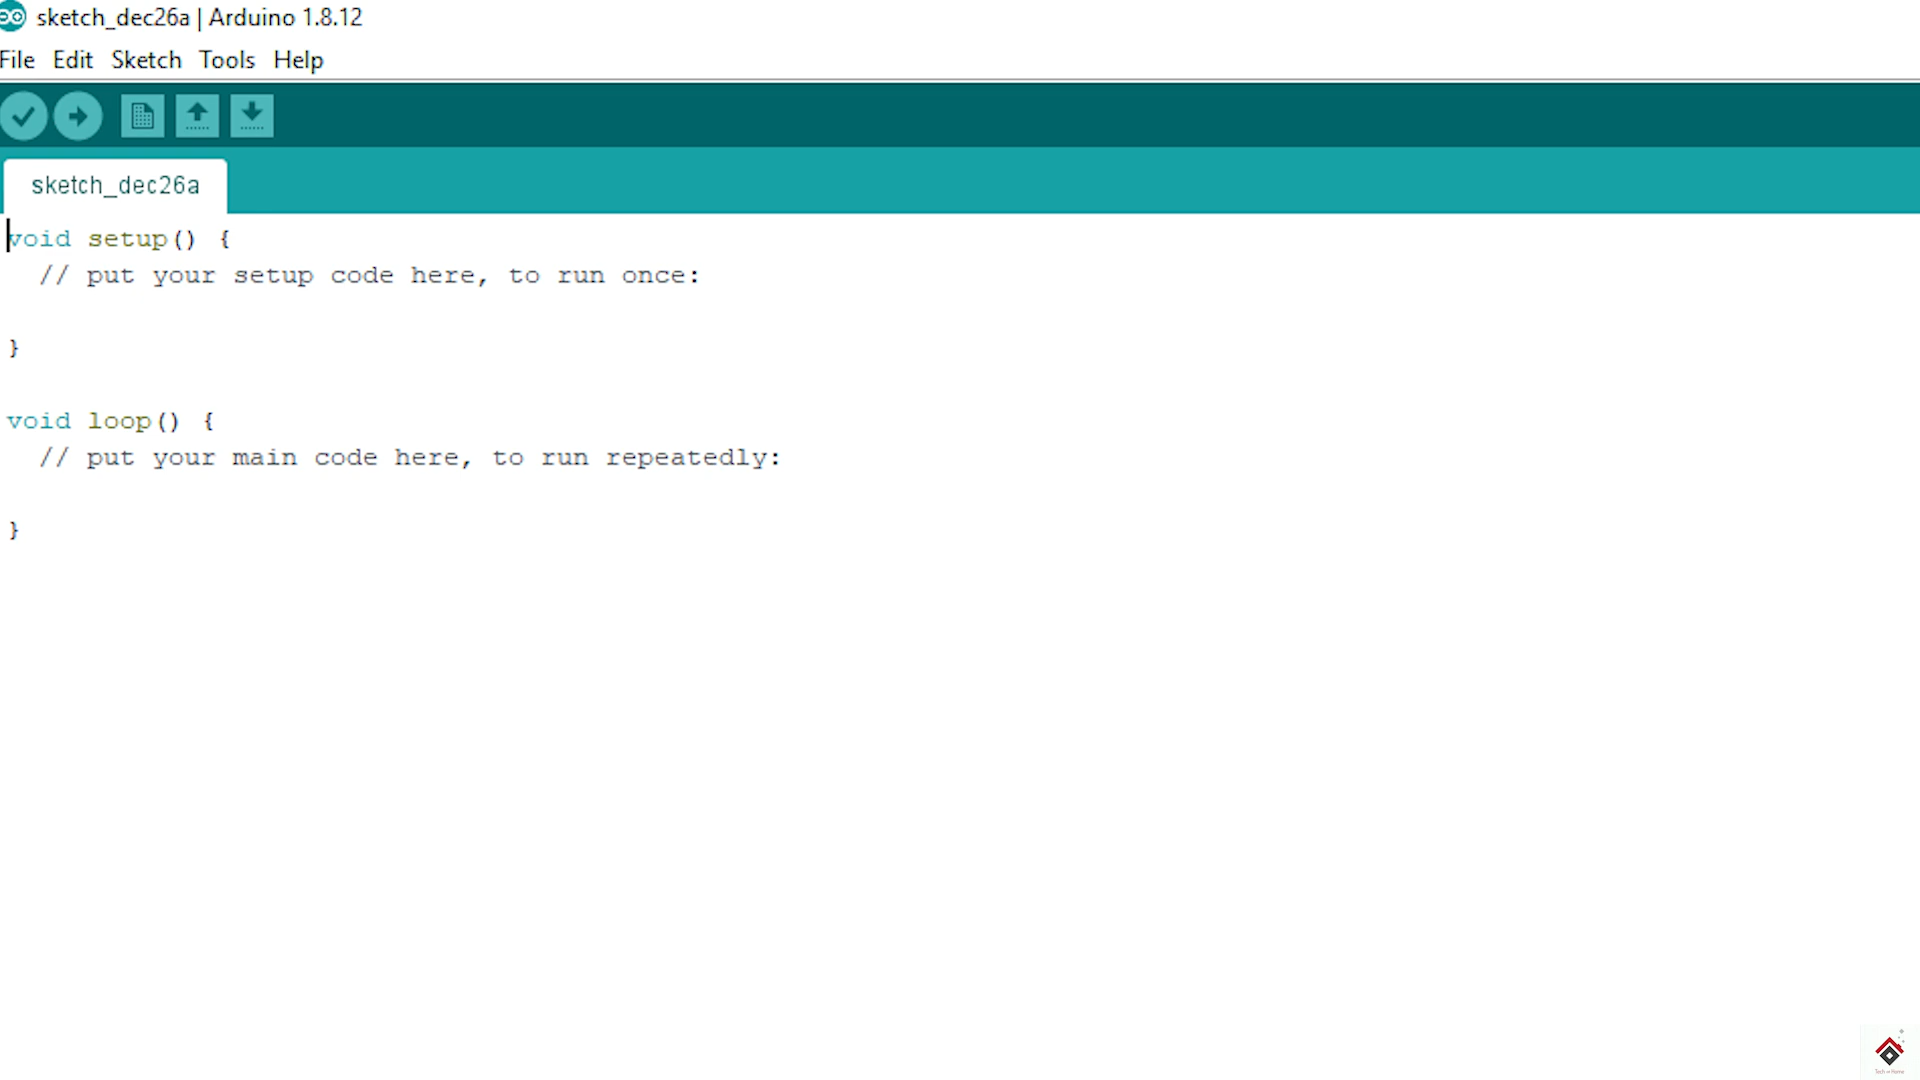 sketch_dec26a | Arduino 1.8.12
File Edit Sketch Tools Help
sketch_dec26a
void setup() {
  // put your setup code here, to run once:
}
void loop() {
  // put your main code here, to run repeatedly:
}